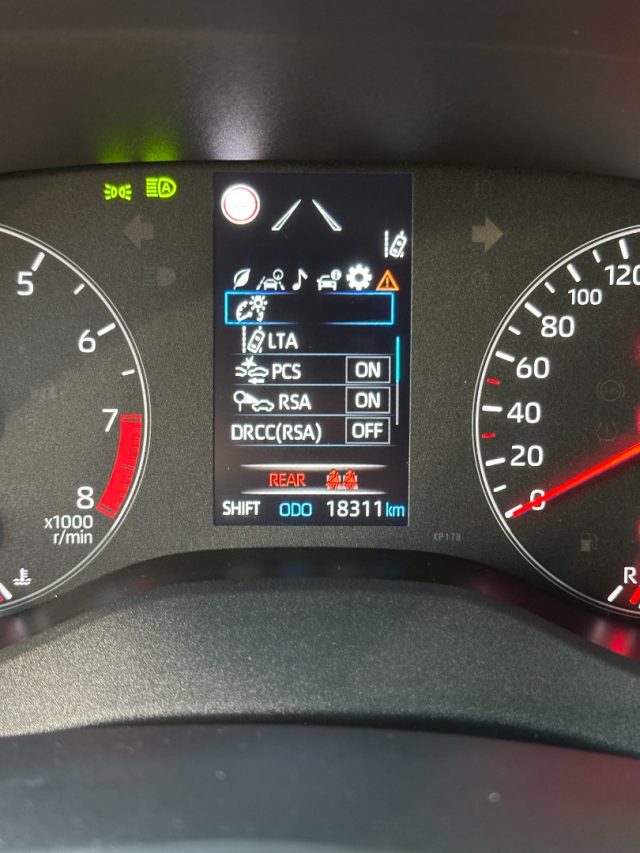 A
LTA
PCS ON
RSA ON
DRCC(RSA) OFF
REAR
SHIFT ODO 18311 km
5
6
7
8
x1000
r/min
120
100
80
60
40
20
0
R
XP178